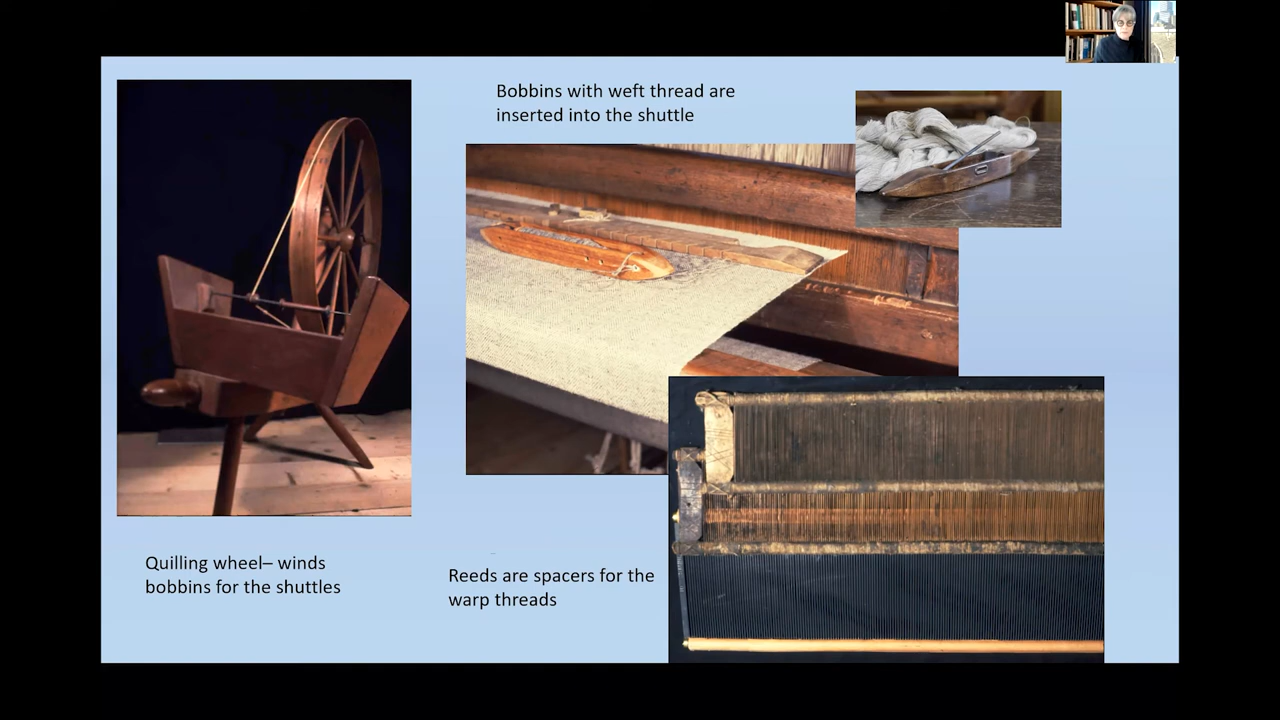 Bobbins with weft thread are
inserted into the shuttle
Quilling wheel– winds
bobbins for the shuttles
Reeds are spacers for the
warp threads